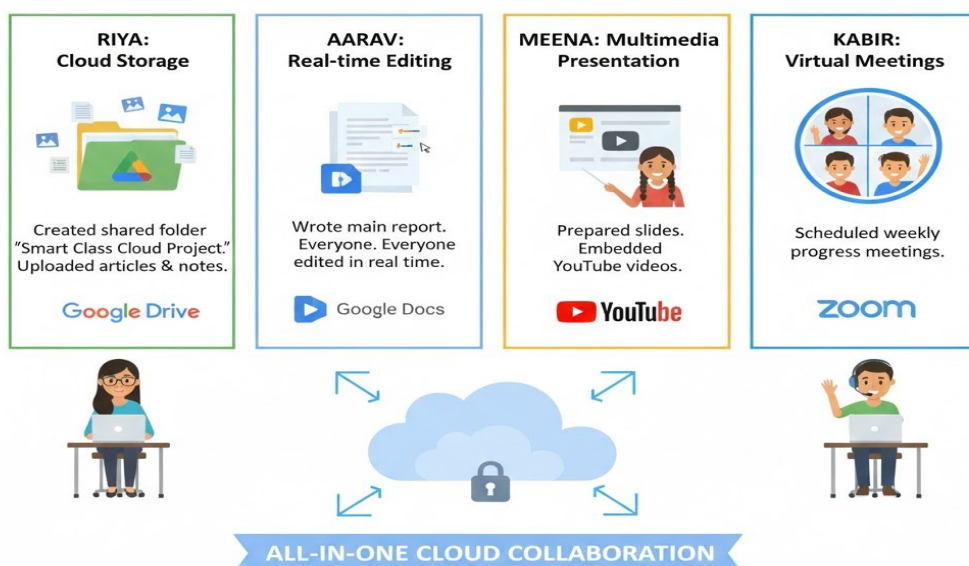 RIYA:
Cloud Storage
Created shared folder
"Smart Class Cloud Project."
Uploaded articles & notes.
Google Drive
AARAV:
Real-time Editing
Wrote main report.
Everyone. Everyone
edited in real time.
Google Docs
MEENA: Multimedia
Presentation
Prepared slides.
Embedded
YouTube videos.
YouTube
KABIR:
Virtual Meetings
Scheduled weekly
progress meetings.
zoom
ALL-IN-ONE CLOUD COLLABORATION